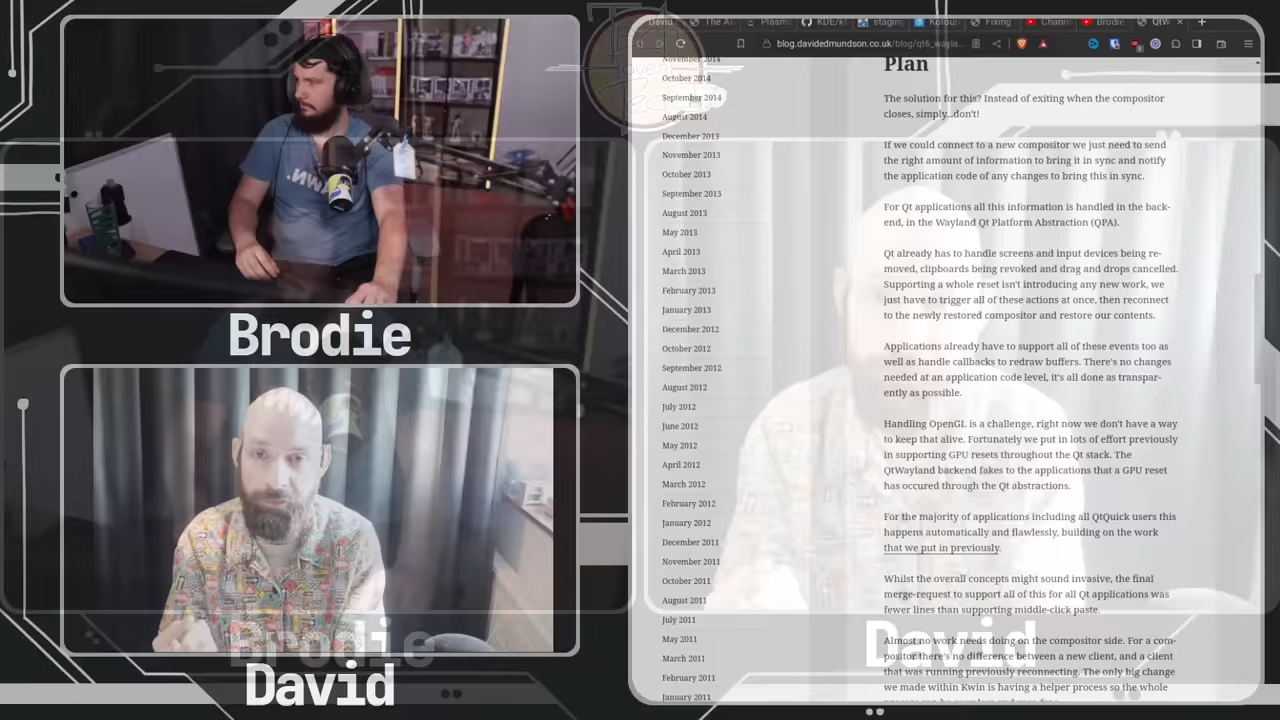 Brodie
David
David
The Al
Plasm
KDE/k
staging
Kolour
Fixing
Chann
Brodie
QtW
blog.davidedmundson.co.uk/blog/qt6_wayla...
November 2014
October 2014
September 2014
August 2014
December 2013
November 2013
October 2013
September 2013
August 2013
May 2013
April 2013
March 2013
February 2013
January 2013
December 2012
October 2012
September 2012
August 2012
July 2012
June 2012
May 2012
April 2012
March 2012
February 2012
January 2012
December 2011
November 2011
October 2011
August 2011
July 2011
May 2011
March 2011
February 2011
January 2011
Plan
The solution for this? Instead of exiting when the compositor
closes, simply...don't!
If we could connect to a new compositor we just need to send
the right amount of information to bring it in sync and notify
the application code of any changes to bring this in sync.
For Qt applications all this information is handled in the back-
end, in the Wayland Qt Platform Abstraction (QPA).
Qt already has to handle screens and input devices being re-
moved, clipboards being revoked and drag and drops cancelled.
Supporting a whole reset isn't introducing any new work, we
just have to trigger all of these actions at once, then reconnect
to the newly restored compositor and restore our contents.
Applications already have to support all of these events too as
well as handle callbacks to redraw buffers. There's no changes
needed at an application code level, it's all done as transpar-
ently as possible.
Handling OpenGL is a challenge, right now we don't have a way
to keep that alive. Fortunately we put in lots of effort previously
in supporting GPU resets throughout the Qt stack. The
QtWayland backend fakes to the applications that a GPU reset
has occured through the Qt abstractions.
For the majority of applications including all QtQuick users this
happens automatically and flawlessly, building on the work
that we put in previously.
Whilst the overall concepts might sound invasive, the final
merge-request to support all of this for all Qt applications was
fewer lines than supporting middle-click paste.
Almost no work needs doing on the compositor side. For a com-
positor there's no difference between a new client, and a client
that was running previously reconnecting. The only big change
we made within Kwin is having a helper process so the whole
Brodie
David